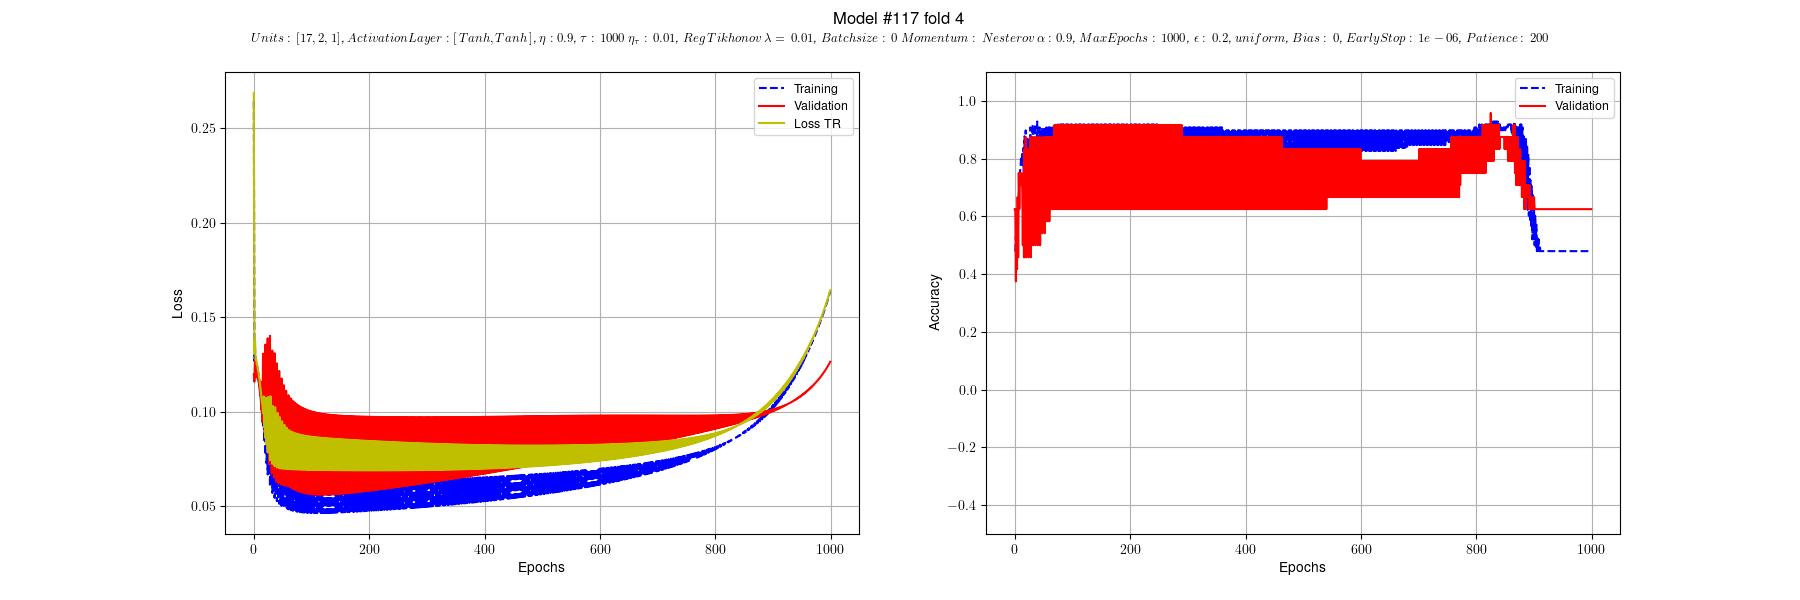 Model #117 fold 4
Units : [17, 2, 1], ActivationLayer : [Tanh, Tanh], η : 0.9, τ : 1000 η_τ : 0.01, RegTikhonov λ = 0.01, Batchsize : 0 Momentum : Nesterov α : 0.9, MaxEpochs : 1000, ϵ : 0.2, uniform, Bias : 0, EarlyStop : 1e − 06, Patience : 200
Training
Validation
Loss TR
0.25
0.20
0.15
0.10
0.05
Loss
0 200 400 600 800 1000
Epochs
Training
Validation
1.0
0.8
0.6
0.4
0.2
0.0
−0.2
−0.4
Accuracy
0 200 400 600 800 1000
Epochs